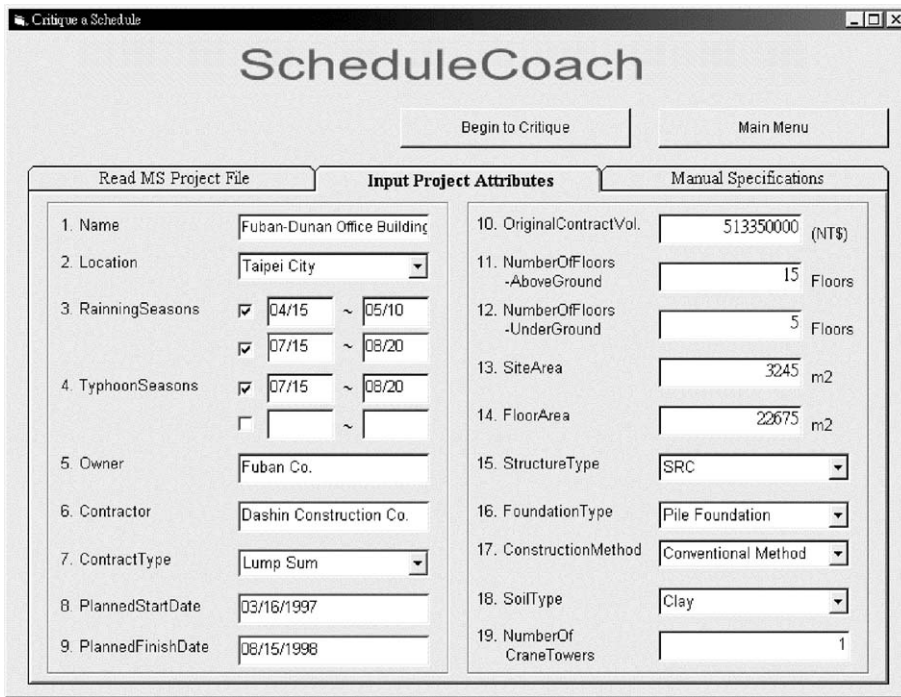 Critique a Schedule
ScheduleCoach
Begin to Critique
Main Menu
Read MS Project File
Input Project Attributes
Manual Specifications
1. Name
Fuban-Dunan Office Building
2. Location
Taipei City
3. RainningSeasons
04/15 ~ 05/10
07/15 ~ 08/20
4. TyphoonSeasons
07/15 ~ 08/20
~
5. Owner
Fuban Co.
6. Contractor
Dashin Construction Co.
7. ContractType
Lump Sum
8. PlannedStartDate
03/16/1997
9. PlannedFinishDate
08/15/1998
10. OriginalContractVol.
513350000 (NT$)
11. NumberOfFloors
-AboveGround
15 Floors
12. NumberOfFloors
-UnderGround
5 Floors
13. SiteArea
3245 m2
14. FloorArea
22675 m2
15. StructureType
SRC
16. FoundationType
Pile Foundation
17. ConstructionMethod
Conventional Method
18. SoilType
Clay
19. NumberOf
CraneTowers
1